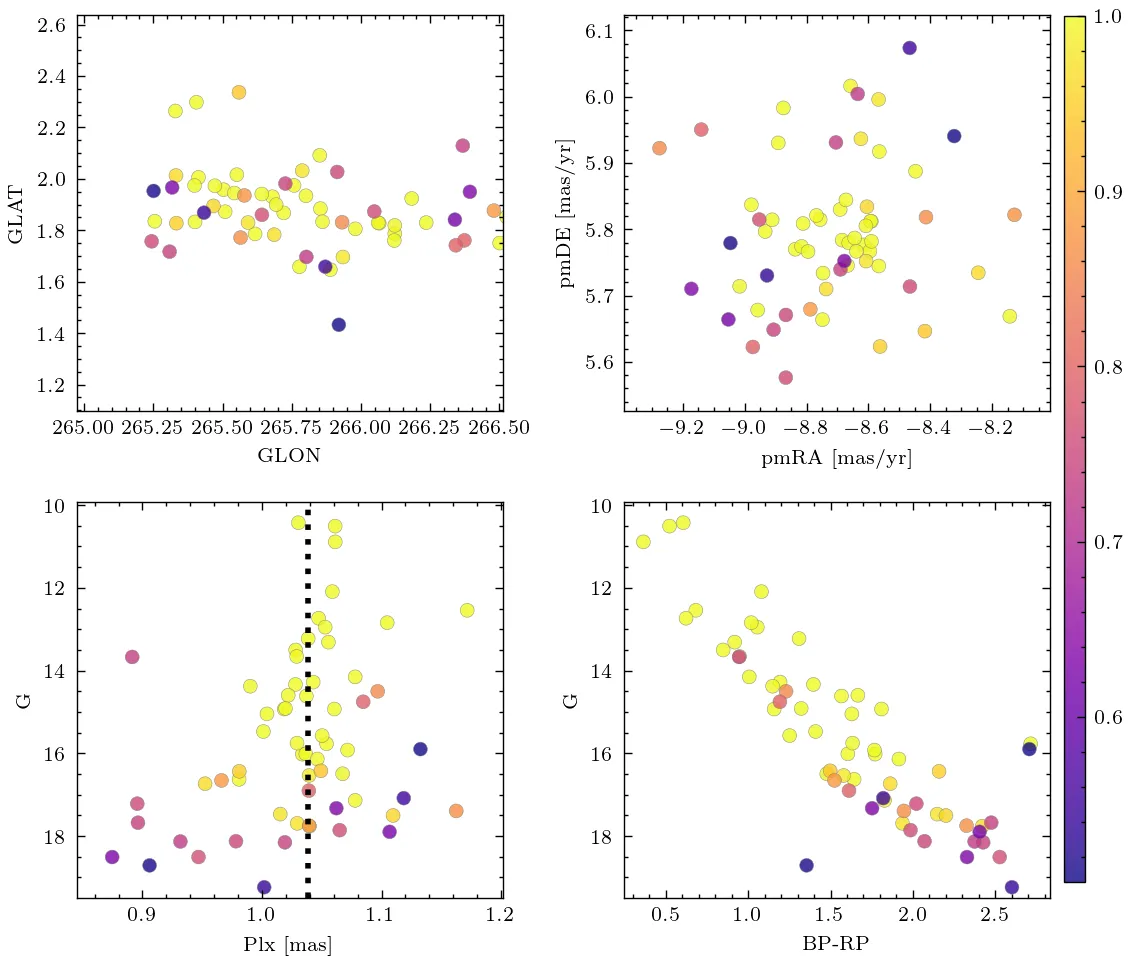 2.6
2.4
2.2
2.0
1.8
1.6
1.4
1.2
GLAT
265.00 265.25 265.50 265.75 266.00 266.25 266.50
GLON
6.1
6.0
5.9
5.8
5.7
5.6
pmDE [mas/yr]
−9.2 −9.0 −8.8 −8.6 −8.4 −8.2
pmRA [mas/yr]
1.0
0.9
0.8
0.7
0.6
10
12
14
16
18
G
0.9 1.0 1.1 1.2
Plx [mas]
10
12
14
16
18
G
0.5 1.0 1.5 2.0 2.5
BP-RP